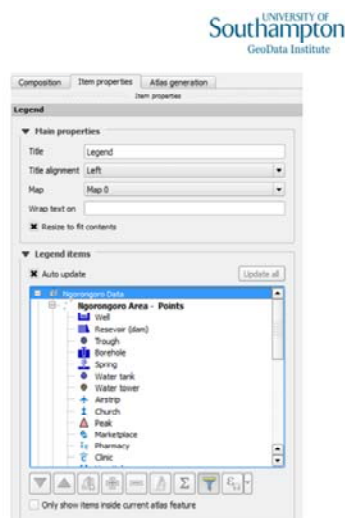 UNIVERSITY OF
Southampton
GeoData Institute
Composition Item properties Atlas generation
Item properties
Legend
Main properties
Title Legend
Title alignment Left
Map Map 0
Wrap text on
Resize to fit contents
Legend items
Auto update Update all
Ngorongoro Data
Ngorongoro Area - Points
Well
Resevoir (dam)
Trough
Borehole
Spring
Water tank
Water tower
Airstrip
Church
Peak
Marketplace
Pharmacy
Clinic
Only show items inside current atlas feature